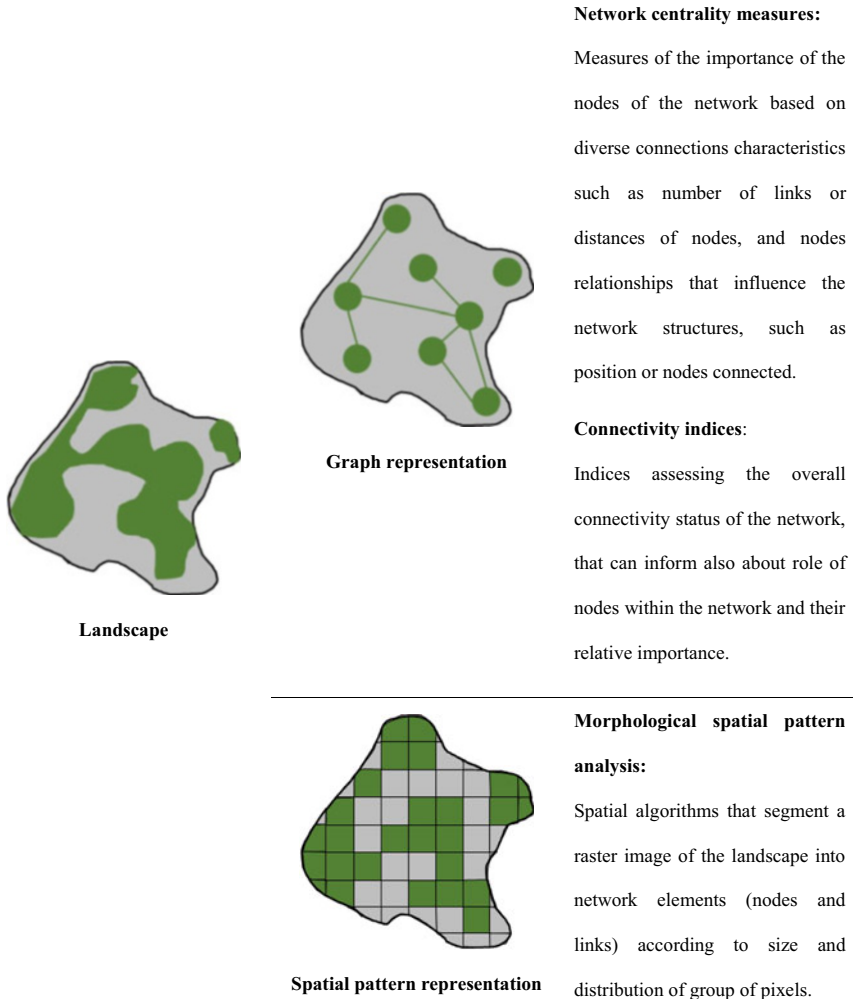 Network centrality measures:
Measures of the importance of the
nodes of the network based on
diverse connections characteristics
such as number of links or
distances of nodes, and nodes
relationships that influence the
network structures, such as
position or nodes connected.
Graph representation
Connectivity indices:
Indices assessing the overall
connectivity status of the network,
that can inform also about role of
nodes within the network and their
relative importance.
Landscape
Morphological spatial pattern
analysis:
Spatial algorithms that segment a
raster image of the landscape into
network elements (nodes and
links) according to size and
distribution of group of pixels.
Spatial pattern representation